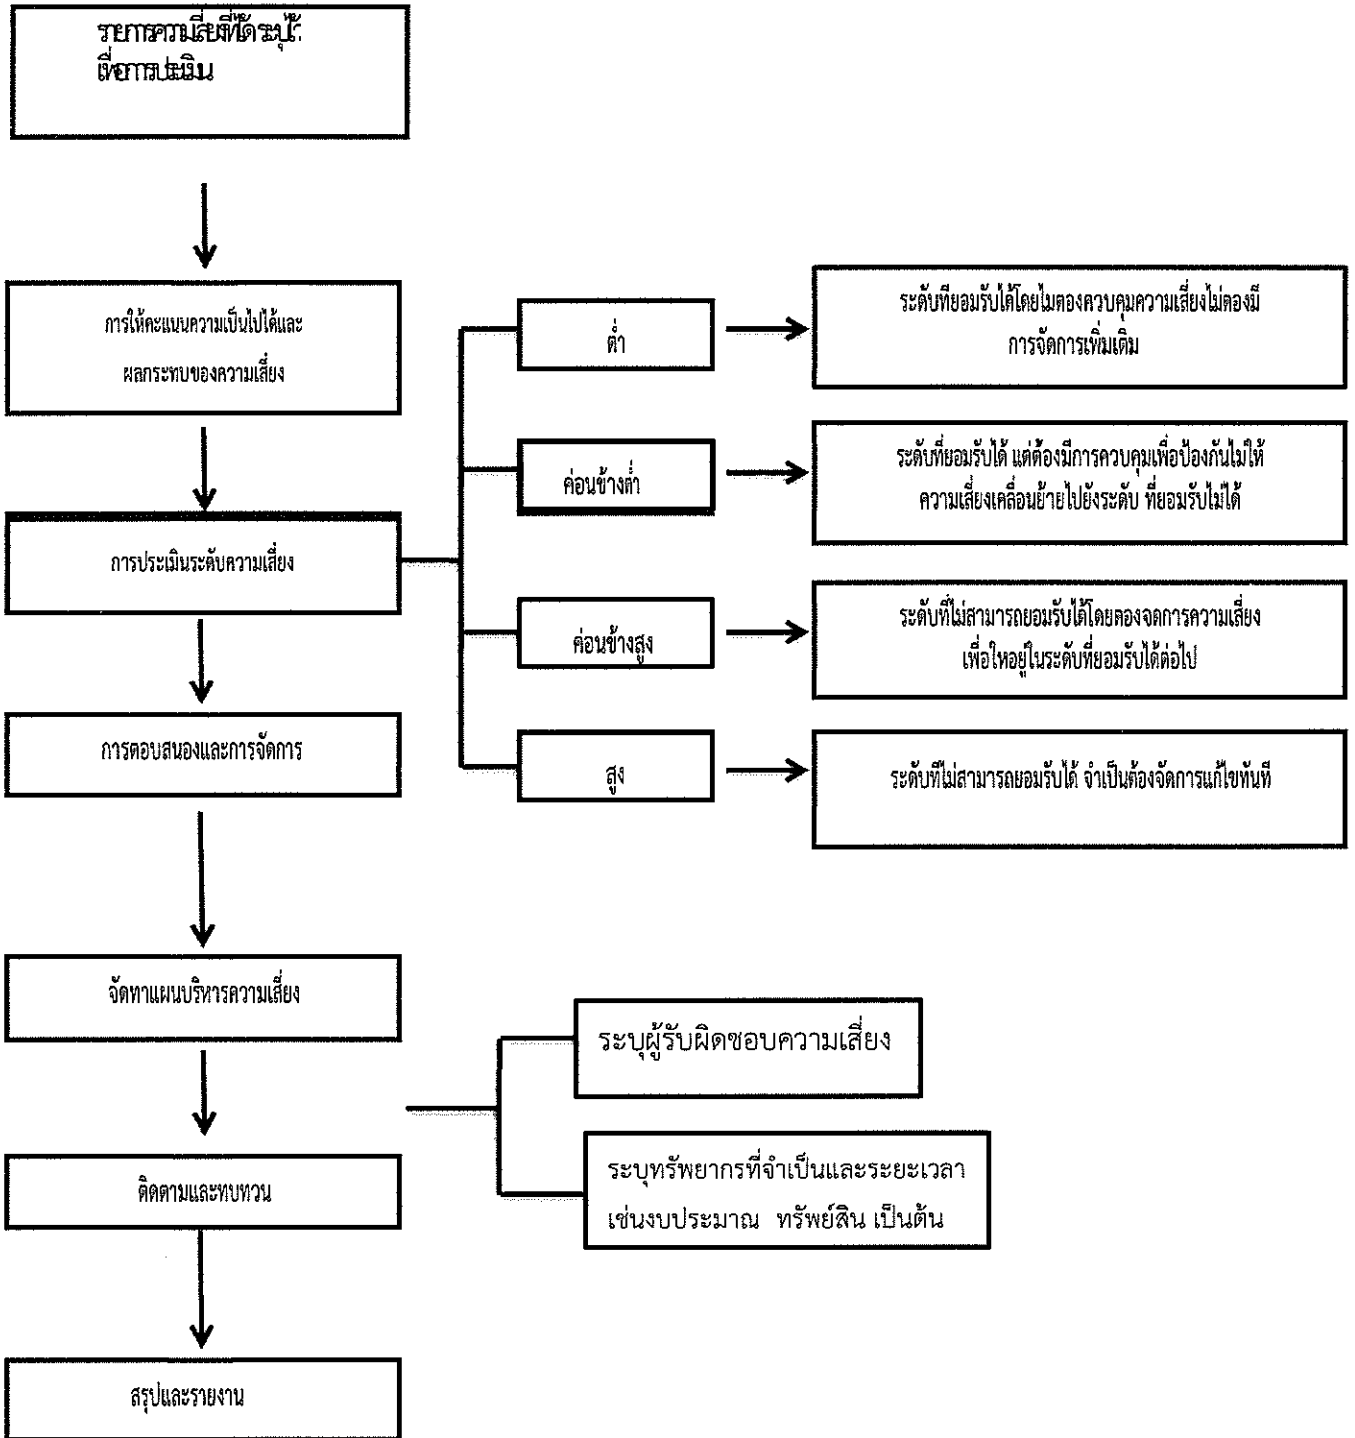 รายการความเสี่ยงที่ได้ระบุไว้
เพื่อการประเมิน
การให้คะแนนความเป็นไปได้และ
ผลกระทบของความเสี่ยง
การประเมินระดับความเสี่ยง
ต่ำ
ระดับที่ยอมรับได้โดยไมตองควบคุมความเสี่ยงไม่ตองมี
การจัดการเพิ่มเติม
ค่อนข้างต่ำ
ระดับที่ยอมรับได้ แต่ต้องมีการควบคุมเพื่อป้องกันไม่ให้
ความเสี่ยงเคลื่อนย้ายไปยังระดับ ที่ยอมรับไม่ได้
ค่อนข้างสูง
ระดับที่ไม่สามารถยอมรับได้โดยตองจดการความเสี่ยง
เพื่อใหอยู่ในระดับที่ยอมรับได้ต่อไป
สูง
ระดับที่ไม่สามารถยอมรับได้ จำเป็นต้องจัดการแก้ไขทันที
การตอบสนองและการจัดการ
จัดทาแผนบริหารความเสี่ยง
ระบุผู้รับผิดชอบความเสี่ยง
ระบุทรัพยากรที่จำเป็นและระยะเวลา
เช่นงบประมาณ ทรัพย์สิน เป็นต้น
ติดตามและทบทวน
สรุปและรายงาน